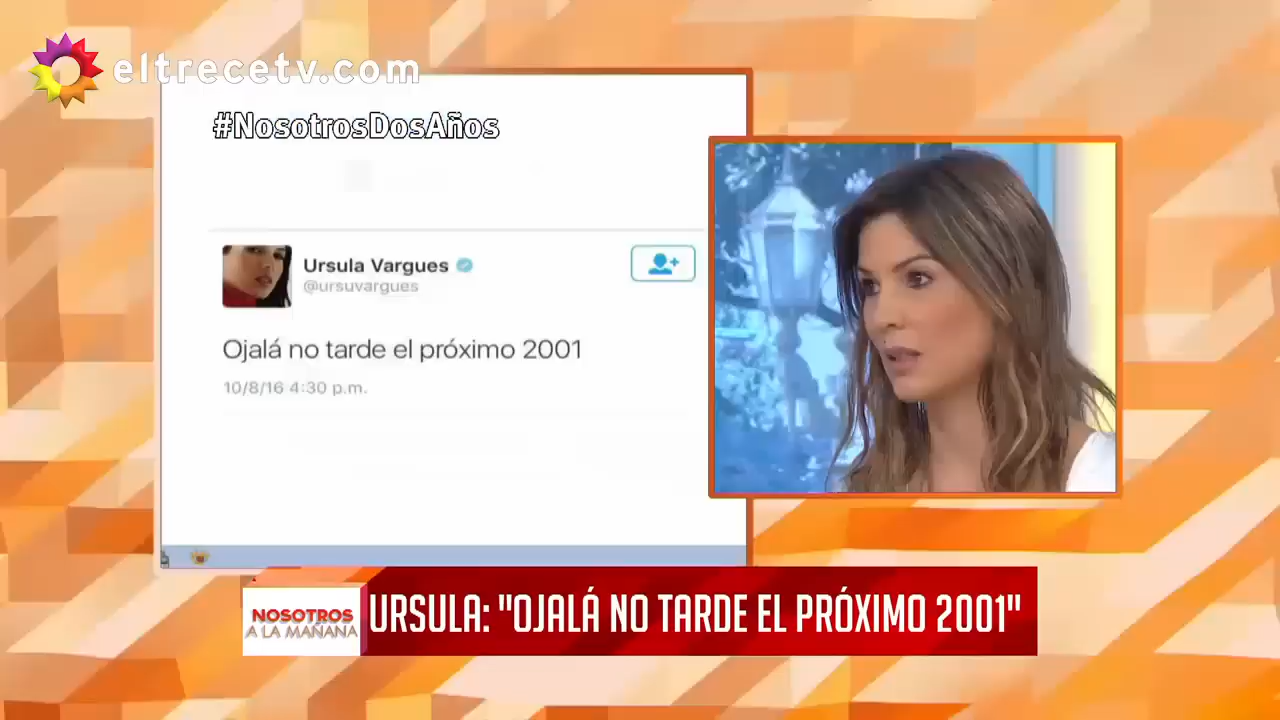 eltrecetv.com
#NosotrosDosAños
Ursula Vargues
@ursuvargues
Ojalá no tarde el próximo 2001
10/8/16 4:30 p.m.
NOSOTROS
A LA MAÑANA
URSULA: "OJALÁ NO TARDE EL PRÓXIMO 2001"